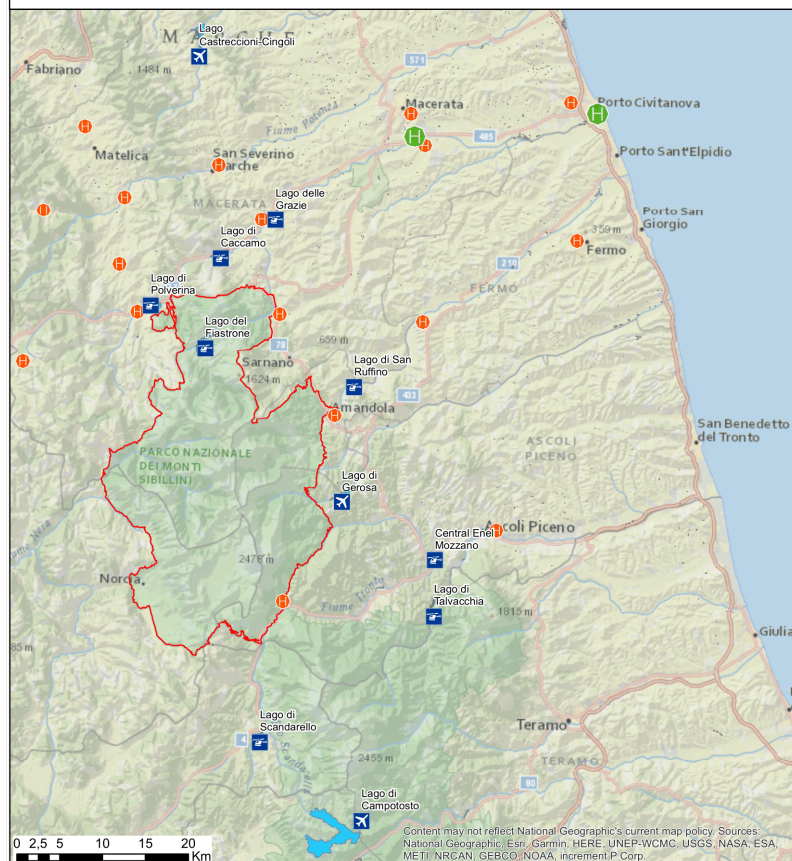 Lago
Castreccioni-Cingoli
MARCHE
Fabriano
1484 m
571
Macerata
Porto Civitanova
Fiume Potenza
485
Matelica
San Severino
Marche
Porto Sant'Elpidio
MACERATA
Lago delle
Grazie
Porto San
Giorgio
Lago di
Caccamo
359 m
Fermo
210
Lago di
Polverina
FERMO
Lago del
Fiastrone
78
659 m
Sarnano
1624 m
Lago di San
Ruffino
433
Amandola
San Benedetto
del Tronto
PARCO NAZIONALE
DEI MONTI
SIBILLINI
ASCOLI
PICENO
Lago di
Gerosa
Ascoli Piceno
Central Enel
Mozzano
2476 m
Norcia
Fiume Tronto
Lago di
Talvacchia
1815 m
Giulia
85 m
Lago di
Scandarello
4
Teramo
2455 m
TERAMO
80
Lago di
Campotosto
0 2,5 5 10 15 20
Km
Content may not reflect National Geographic's current map policy. Sources:
National Geographic, Esri, Garmin, HERE, UNEP-WCMC, USGS, NASA, ESA,
METI, NRCAN, GEBCO, NOAA, increment P Corp.